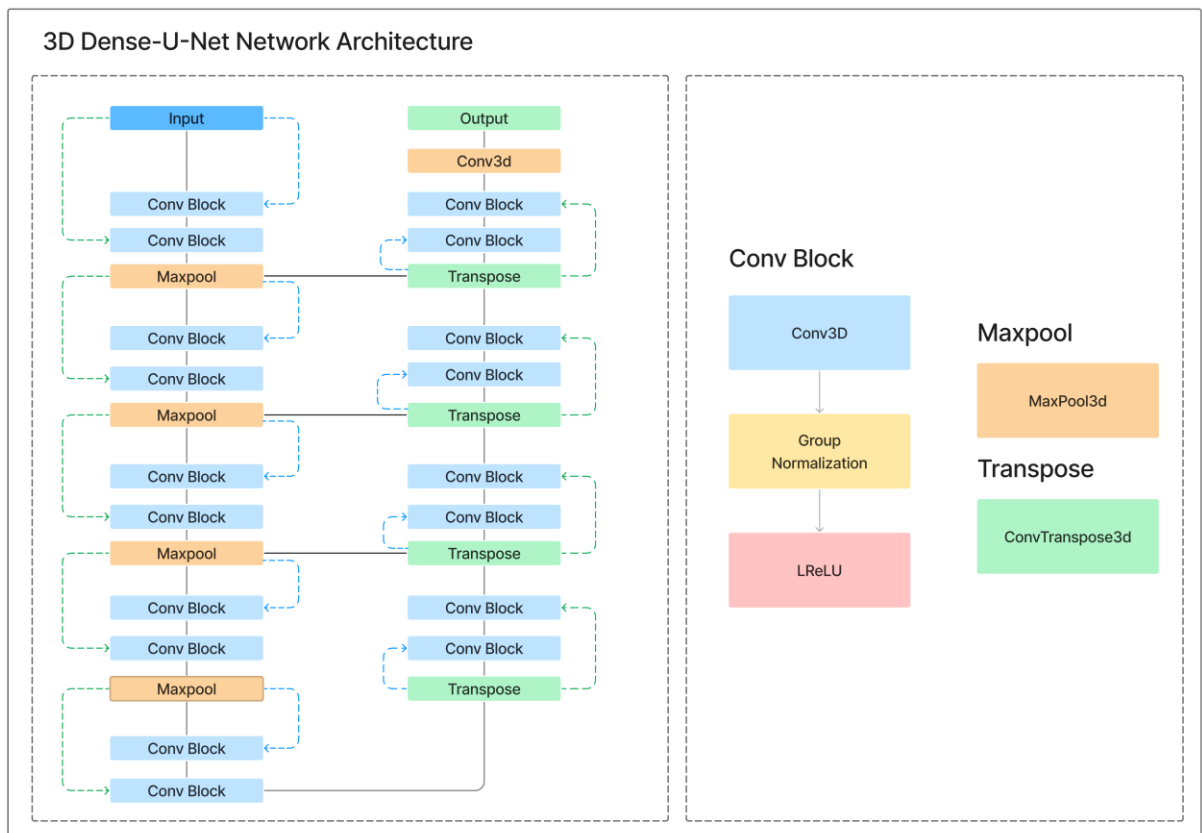 3D Dense-U-Net Network Architecture
Input
Conv Block
Conv Block
Maxpool
Conv Block
Conv Block
Maxpool
Conv Block
Conv Block
Maxpool
Conv Block
Conv Block
Maxpool
Conv Block
Conv Block
Output
Conv3d
Conv Block
Conv Block
Transpose
Conv Block
Conv Block
Transpose
Conv Block
Conv Block
Transpose
Conv Block
Conv Block
Transpose
Conv Block
Conv3D
Group
Normalization
LReLU
Maxpool
MaxPool3d
Transpose
ConvTranspose3d